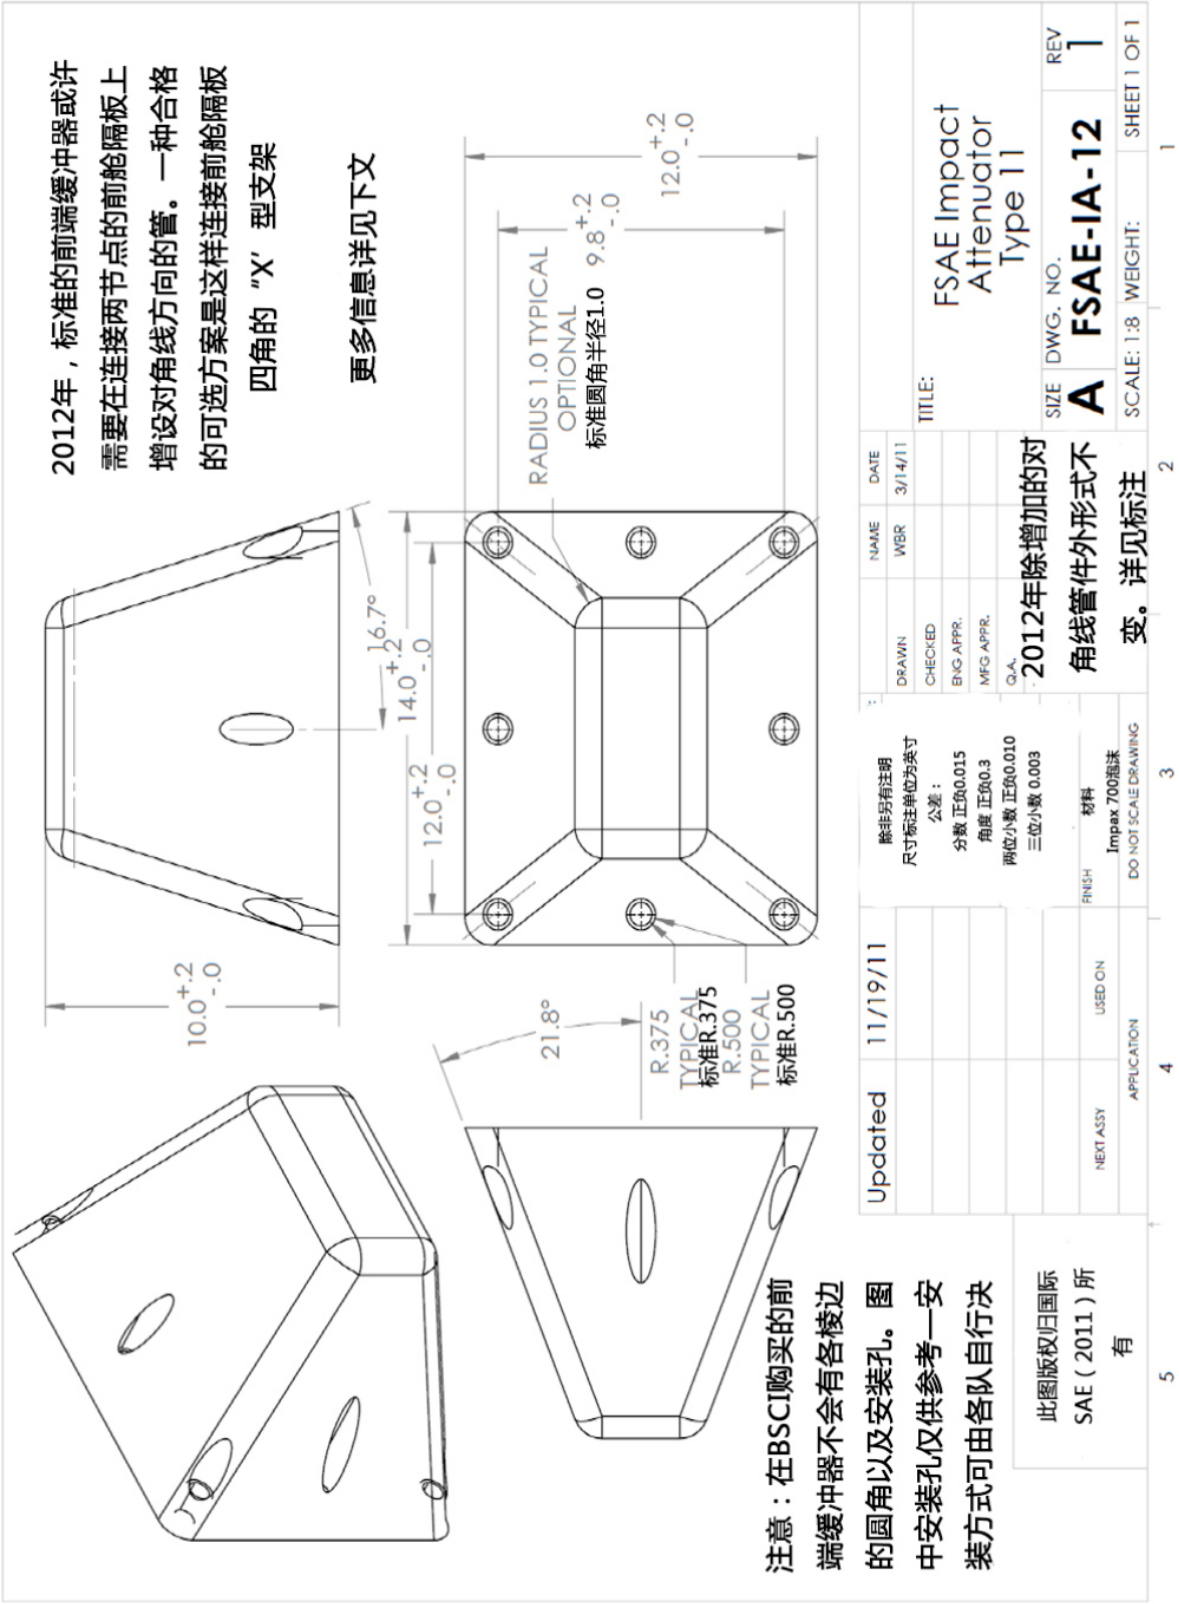 2012年，标准的前端缓冲器或许
需要在连接两节点的前舱隔板上
增设对角线方向的管。一种合格
的可选方案是这样连接前舱隔板
四角的“X’型支架
更多信息详见下文
10.0 +.2 -.0
16.7°
14.0 +.2 -.0
12.0 +.2 -.0
RADIUS 1.0 TYPICAL
OPTIONAL
标准圆角半径1.0
9.8 +.2 -.0
12.0 +.2 -.0
21.8°
R.375
TYPICAL
标准R.375
R.500
TYPICAL
标准R.500
注意：在BSCI购买的前
端缓冲器不会有各棱边
的圆角以及安装孔。图
中安装孔仅供参考—安
装方式可由各队自行决
此图版权归国际
SAE（2011）所
有
Updated 11/19/11
NEXT ASSY USED ON
APPLICATION
除非另有注明
尺寸标注单位为英寸
公差：
分数 正负0.015
角度 正负0.3
两位小数 正负0.010
三位小数 0.003
材料
FINISH
Impax 700泡沫
DO NOT SCALE DRAWING
NAME DATE
DRAWN WBR 3/14/11
CHECKED
ENG APPR.
MFG APPR.
Q.A.
2012年除增加的对
角线管件外形式不
变。详见标注
TITLE:
FSAE Impact
Attenuator
Type 11
SIZE DWG. NO. REV
A FSAE-IA-12 1
SCALE: 1:8 WEIGHT: SHEET 1 OF 1
5 4 3 2 1